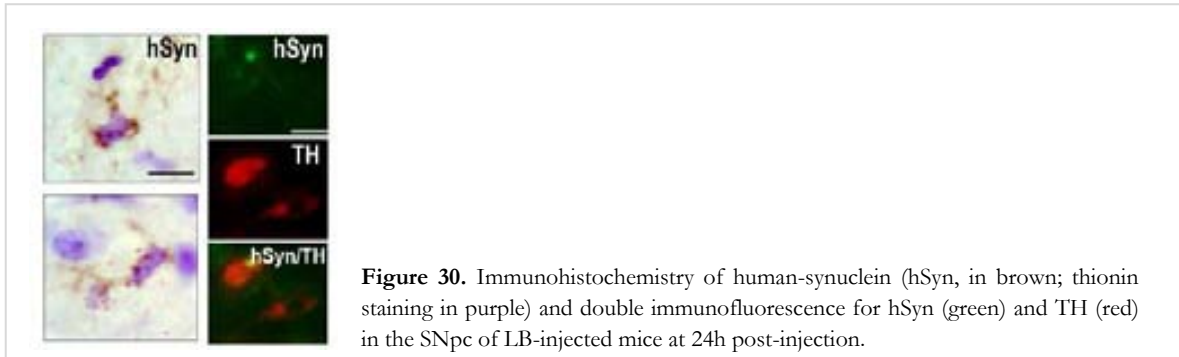 hSyn
hSyn
TH
hSyn/TH
Figure 30. Immunohistochemistry of human-synuclein (hSyn, in brown; thionin
staining in purple) and double immunofluorescence for hSyn (green) and TH (red)
in the SNpc of LB-injected mice at 24h post-injection.